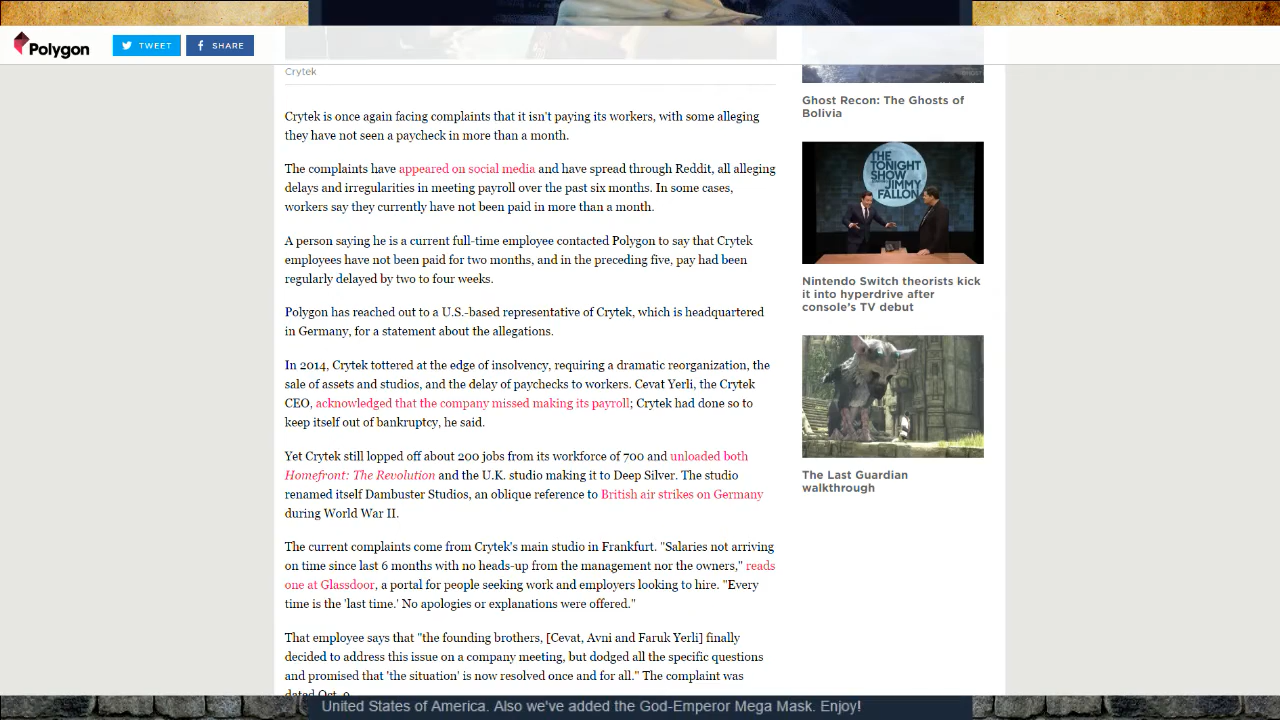 Polygon
TWEET
SHARE
Crytek
Crytek is once again facing complaints that it isn't paying its workers, with some alleging
they have not seen a paycheck in more than a month.
The complaints have appeared on social media and have spread through Reddit, all alleging
delays and irregularities in meeting payroll over the past six months. In some cases,
workers say they currently have not been paid in more than a month.
A person saying he is a current full-time employee contacted Polygon to say that Crytek
employees have not been paid for two months, and in the preceding five, pay had been
regularly delayed by two to four weeks.
Polygon has reached out to a U.S.-based representative of Crytek, which is headquartered
in Germany, for a statement about the allegations.
In 2014, Crytek tottered at the edge of insolvency, requiring a dramatic reorganization, the
sale of assets and studios, and the delay of paychecks to workers. Cevat Yerli, the Crytek
CEO, acknowledged that the company missed making its payroll; Crytek had done so to
keep itself out of bankruptcy, he said.
Yet Crytek still lopped off about 200 jobs from its workforce of 700 and unloaded both
Homefront: The Revolution and the U.K. studio making it to Deep Silver. The studio
renamed itself Dambuster Studios, an oblique reference to British air strikes on Germany
during World War II.
The current complaints come from Crytek's main studio in Frankfurt. "Salaries not arriving
on time since last 6 months with no heads-up from the management nor the owners," reads
one at Glassdoor, a portal for people seeking work and employers looking to hire. "Every
time is the 'last time.' No apologies or explanations were offered."
That employee says that "the founding brothers, [Cevat, Avni and Faruk Yerli] finally
decided to address this issue on a company meeting, but dodged all the specific questions
and promised that 'the situation' is now resolved once and for all." The complaint was
dated Oct. 9
Ghost Recon: The Ghosts of
Bolivia
THE
TONIGHT
SHOW
JIMMY
FALLON
Nintendo Switch theorists kick
it into hyperdrive after
console's TV debut
The Last Guardian
walkthrough
United States of America. Also we've added the God-Emperor Mega Mask. Enjoy!